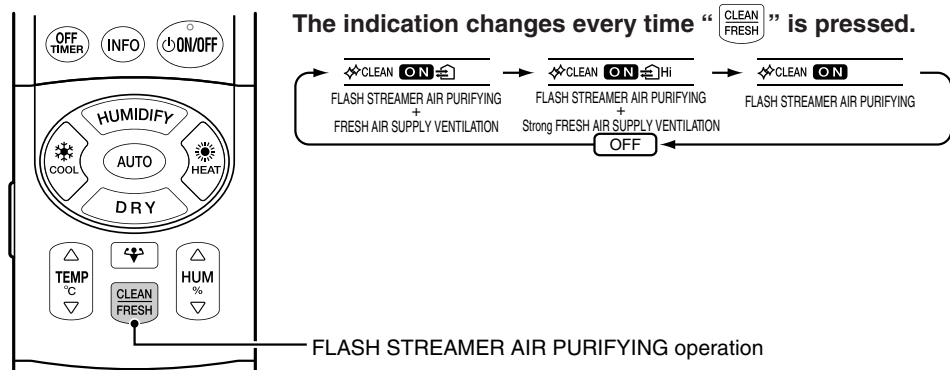 The indication changes every time “ CLEAN FRESH ” is pressed.
CLEAN ON
FLASH STREAMER AIR PURIFYING
+
FRESH AIR SUPPLY VENTILATION
CLEAN ON Hi
FLASH STREAMER AIR PURIFYING
+
Strong FRESH AIR SUPPLY VENTILATION
CLEAN ON
FLASH STREAMER AIR PURIFYING
OFF
OFF
TIMER
INFO
ON/OFF
HUMIDIFY
COOL
AUTO
HEAT
DRY
TEMP
°C
CLEAN
FRESH
HUM
%
FLASH STREAMER AIR PURIFYING operation